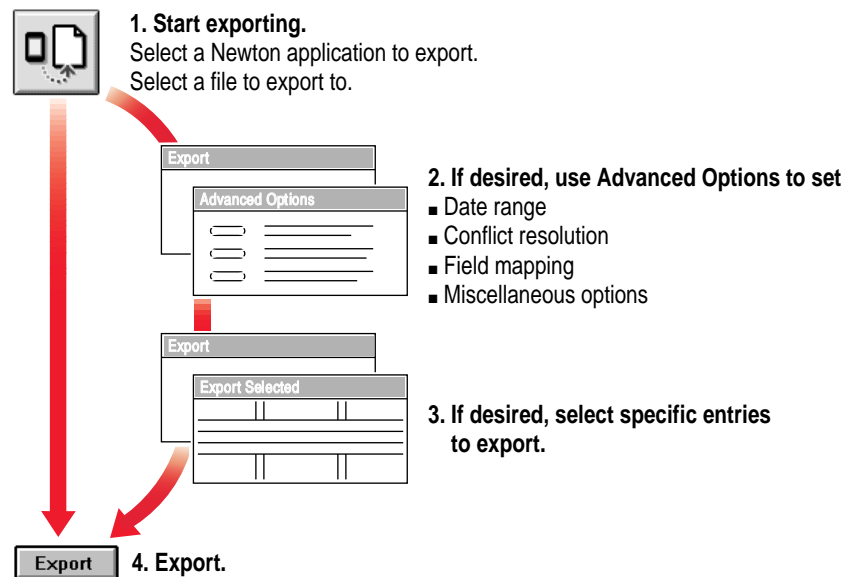 1. Start exporting.
Select a Newton application to export.
Select a file to export to.
Export
Advanced Options
2. If desired, use Advanced Options to set
■ Date range
■ Conflict resolution
■ Field mapping
■ Miscellaneous options
Export
Export Selected
3. If desired, select specific entries
to export.
Export
4. Export.